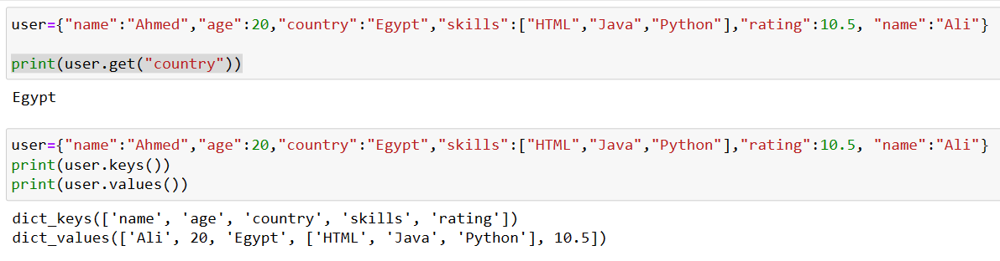 user={"name":"Ahmed","age":20,"country":"Egypt","skills":["HTML","Java","Python"],"rating":10.5, "name":"Ali"}
print(user.get("country"))
Egypt
user={"name":"Ahmed","age":20,"country":"Egypt","skills":["HTML","Java","Python"],"rating":10.5, "name":"Ali"}
print(user.keys())
print(user.values())
dict_keys(['name', 'age', 'country', 'skills', 'rating'])
dict_values(['Ali', 20, 'Egypt', ['HTML', 'Java', 'Python'], 10.5])